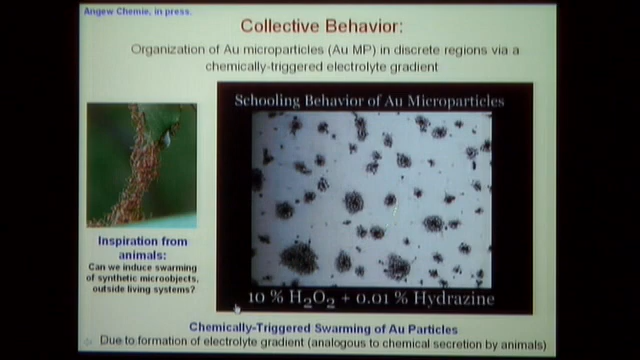 Angew Chemie, in press.
Collective Behavior:
Organization of Au microparticles (Au MP) in discrete regions via a
chemically-triggered electrolyte gradient
Schooling Behavior of Au Microparticles
Inspiration from
animals:
Can we induce swarming
of synthetic microobjects,
outside living systems?
10 % H2O2 + 0.01 % Hydrazine
Chemically-Triggered Swarming of Au Particles
Due to formation of electrolyte gradient (analogous to chemical secretion by animals)